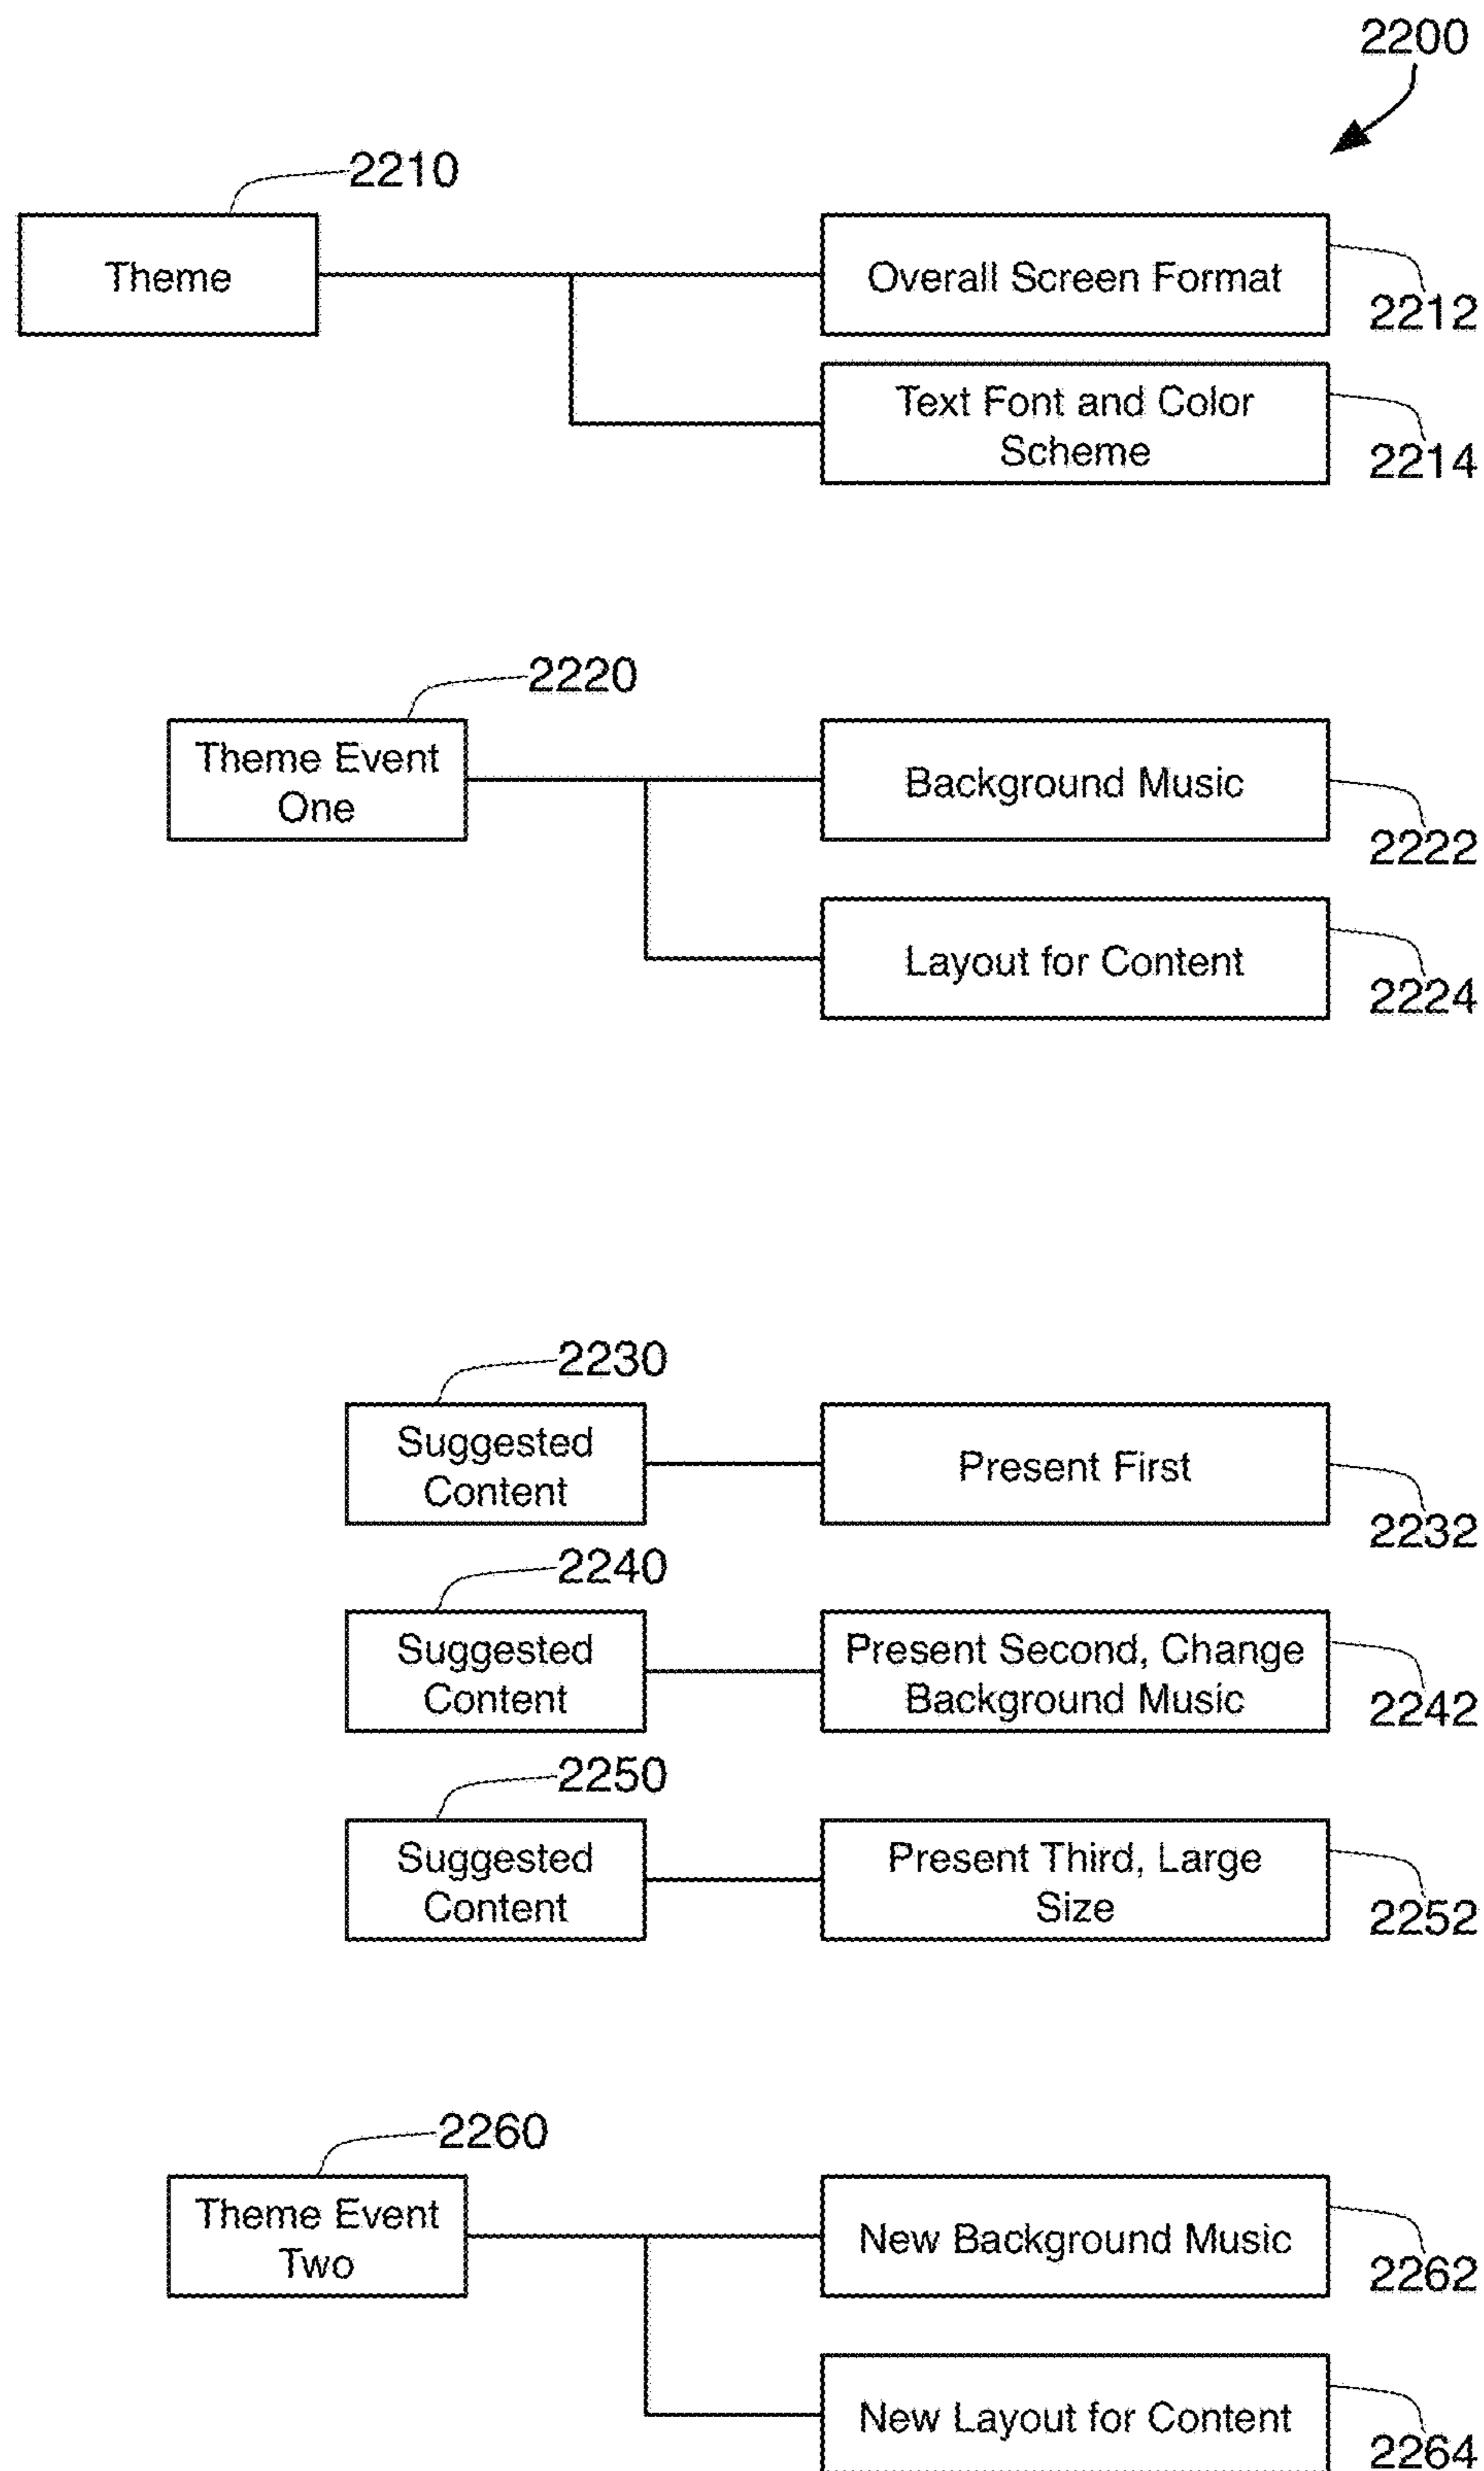 2200
2210
Theme
Overall Screen Format
2212
Text Font and Color
Scheme
2214
2220
Theme Event
One
Background Music
2222
Layout for Content
2224
2230
Suggested
Content
Present First
2232
2240
Suggested
Content
Present Second, Change
Background Music
2242
2250
Suggested
Content
Present Third, Large
Size
2252
2260
Theme Event
Two
New Background Music
2262
New Layout for Content
2264